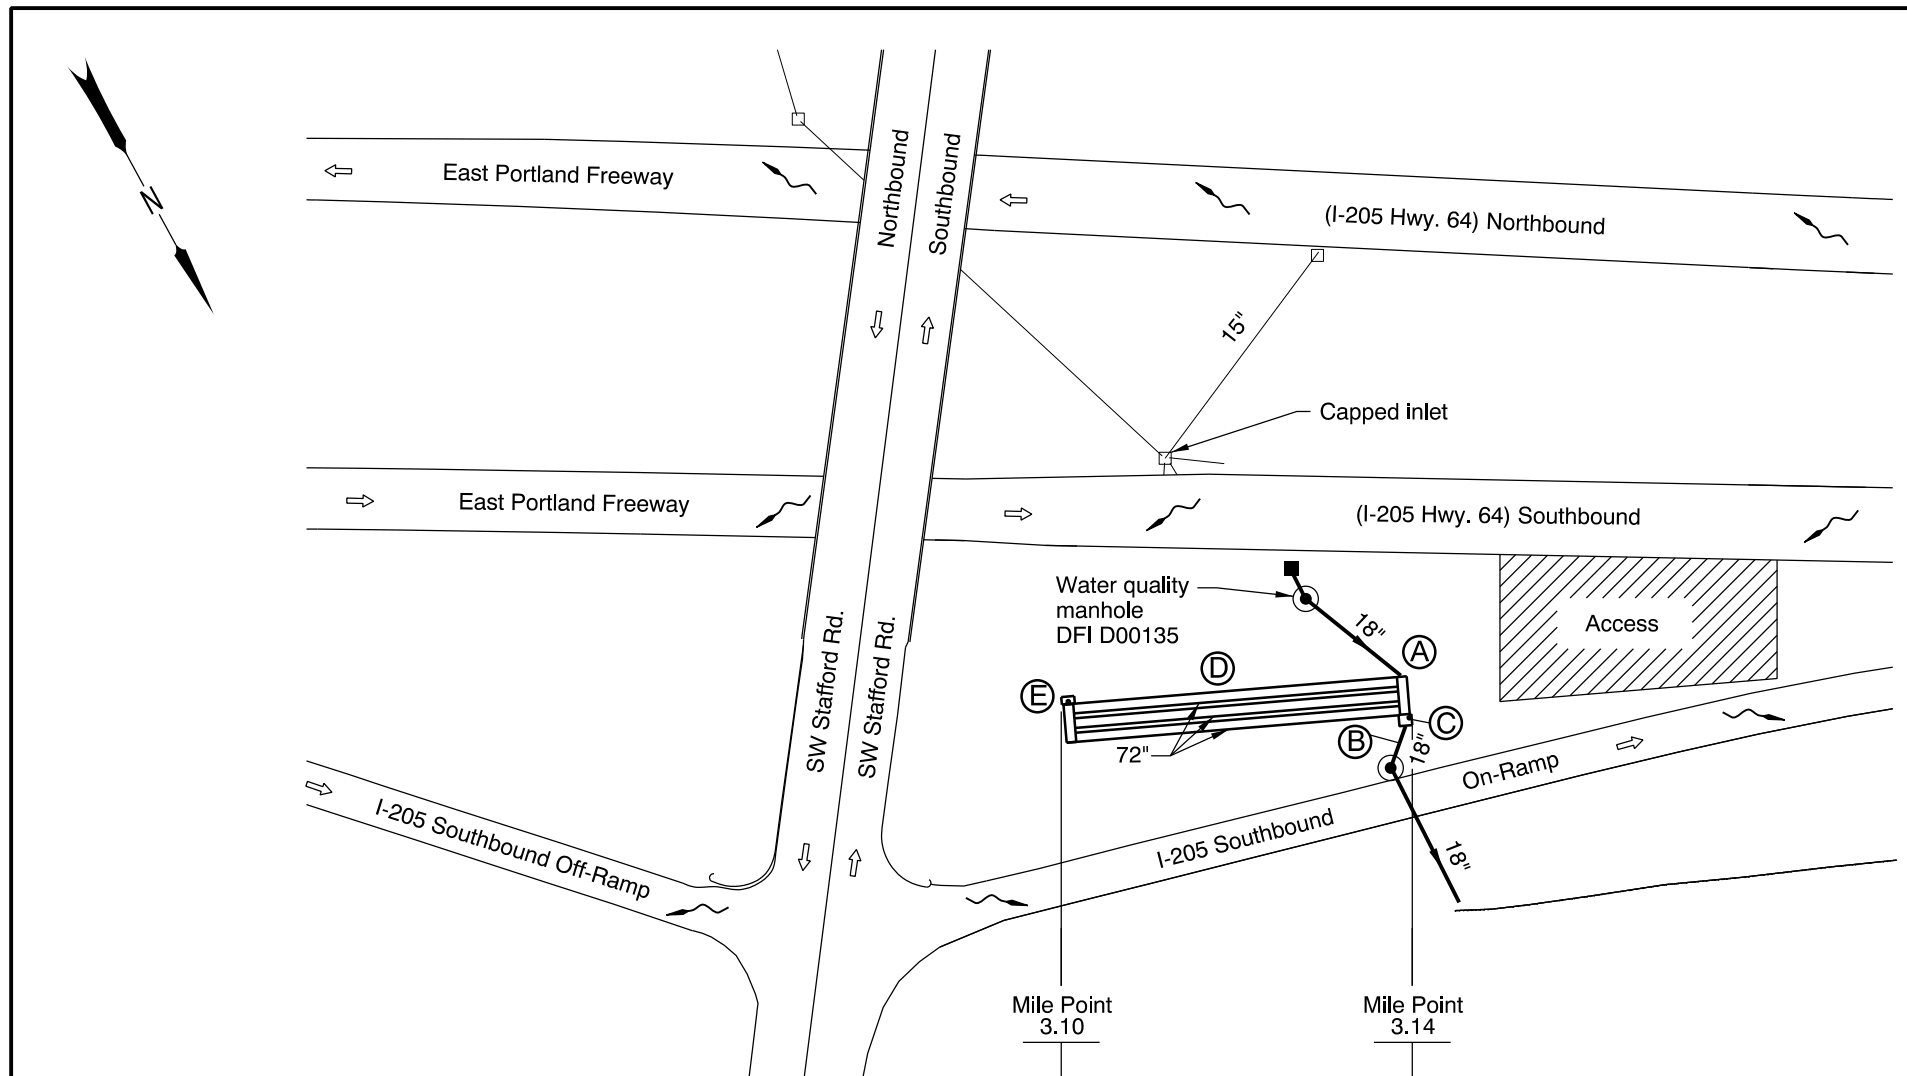 N
East Portland Freeway
Northbound
Southbound
(I-205 Hwy. 64) Northbound
15"
Capped inlet
East Portland Freeway
(I-205 Hwy. 64) Southbound
Water quality
manhole
DFI D00135
18"
A
Access
D
E
C
B
18"
72"
SW Stafford Rd.
SW Stafford Rd.
On-Ramp
I-205 Southbound
I-205 Southbound Off-Ramp
18"
Mile Point
3.10
Mile Point
3.14